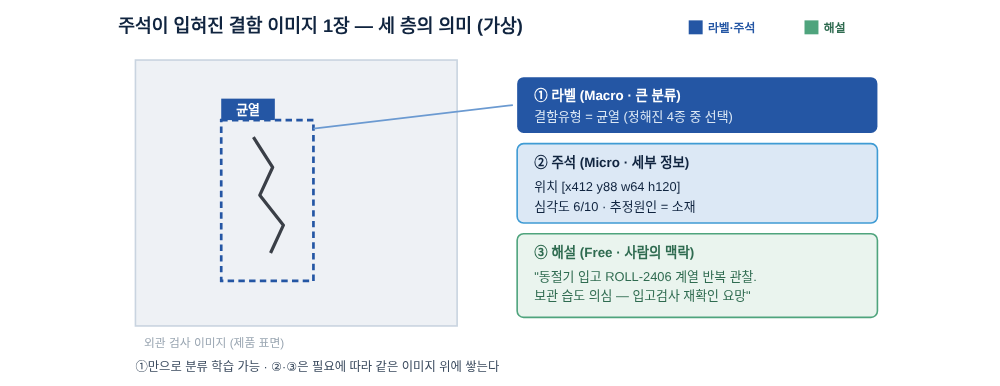 주석이 입혀진 결함 이미지 1장 — 세 층의 의미 (가상)
라벨·주석
해설
균열
① 라벨 (Macro · 큰 분류)
결함유형 = 균열 (정해진 4종 중 선택)
② 주석 (Micro · 세부 정보)
위치 [x412 y88 w64 h120]
심각도 6/10 · 추정원인 = 소재
③ 해설 (Free · 사람의 맥락)
"동절기 입고 ROLL-2406 계열 반복 관찰.
보관 습도 의심 — 입고검사 재확인 요망"
외관 검사 이미지 (제품 표면)
①만으로 분류 학습 가능 · ②·③은 필요에 따라 같은 이미지 위에 쌓는다